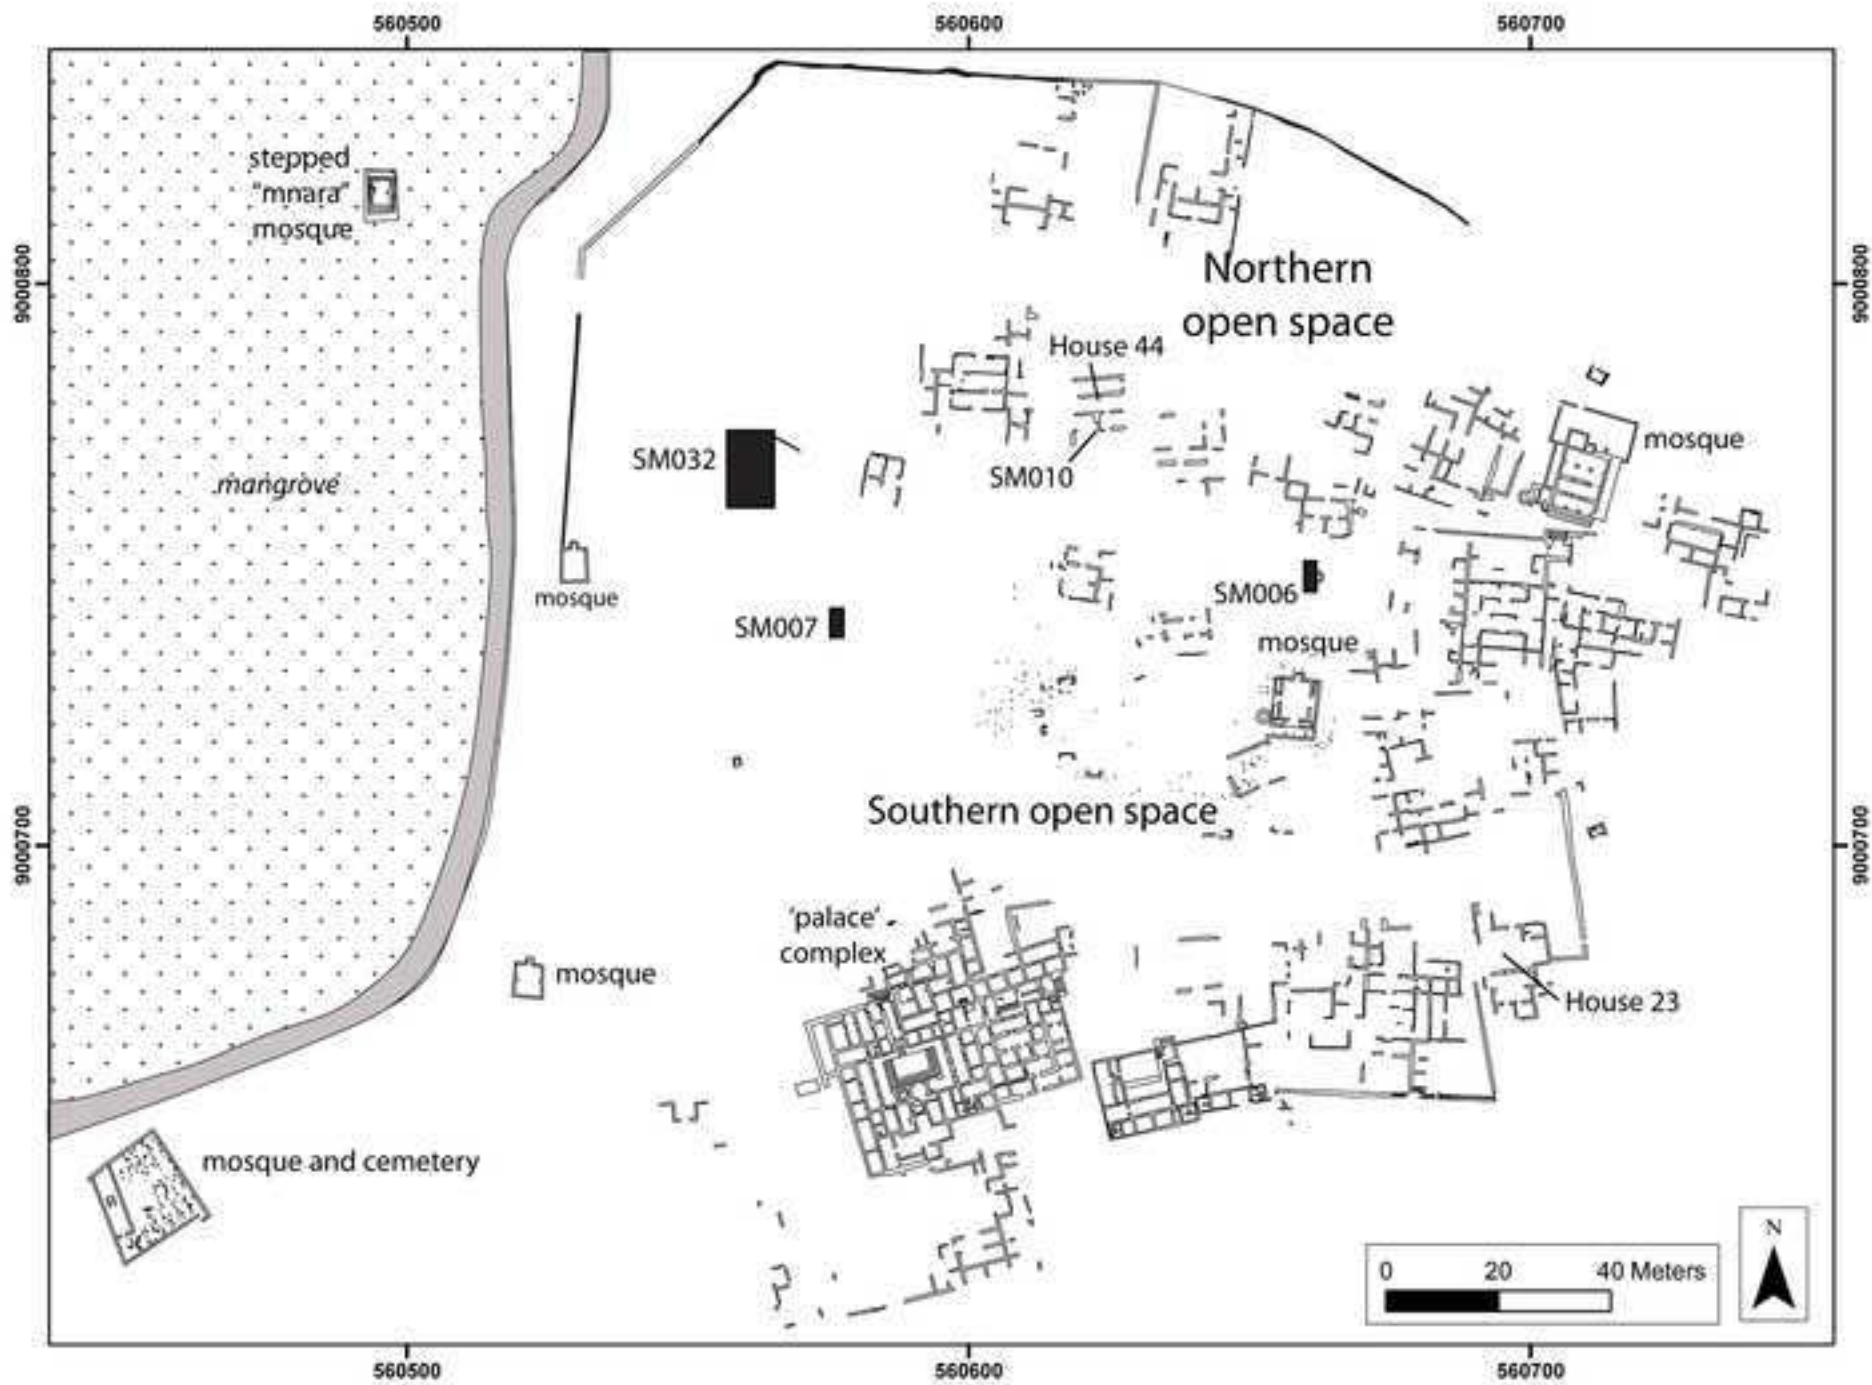 560500
560600
560700
stepped
"mnara"
mosque
9000800
9000800
Northern
open space
House 44
mosque
SM032
SM010
mangrove
SM006
mosque
SM007
mosque
Southern open space
9000700
9000700
'palace'
complex
mosque
House 23
mosque and cemetery
N
0 20 40 Meters
560500
560600
560700